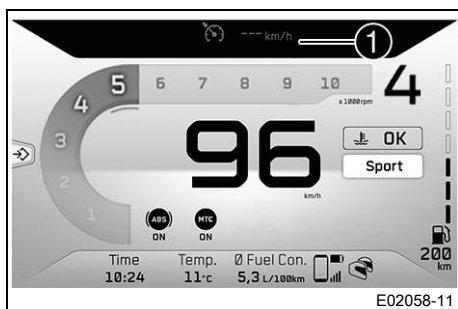 --- km/h
1
5 6 7 8 9 10
x 1000rpm
4
4
3
2
1
96
km/h
OK
Sport
ABS
ON
MTC
ON
200
km
Time
10:24
Temp.
11°C
Ø Fuel Con.
5,3 L/100km
E02058-11